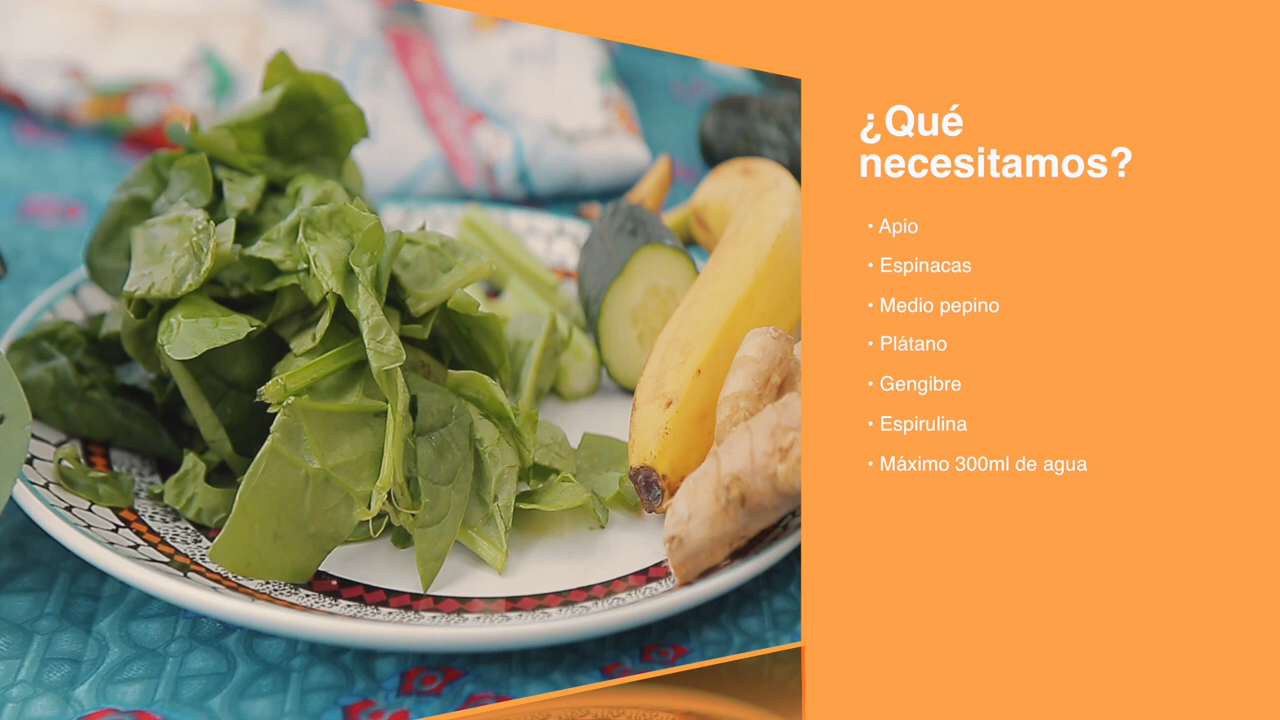 ¿Qué
necesitamos?
• Apio
• Espinacas
• Medio pepino
• Plátano
• Gengibre
• Espirulina
• Máximo 300ml de agua